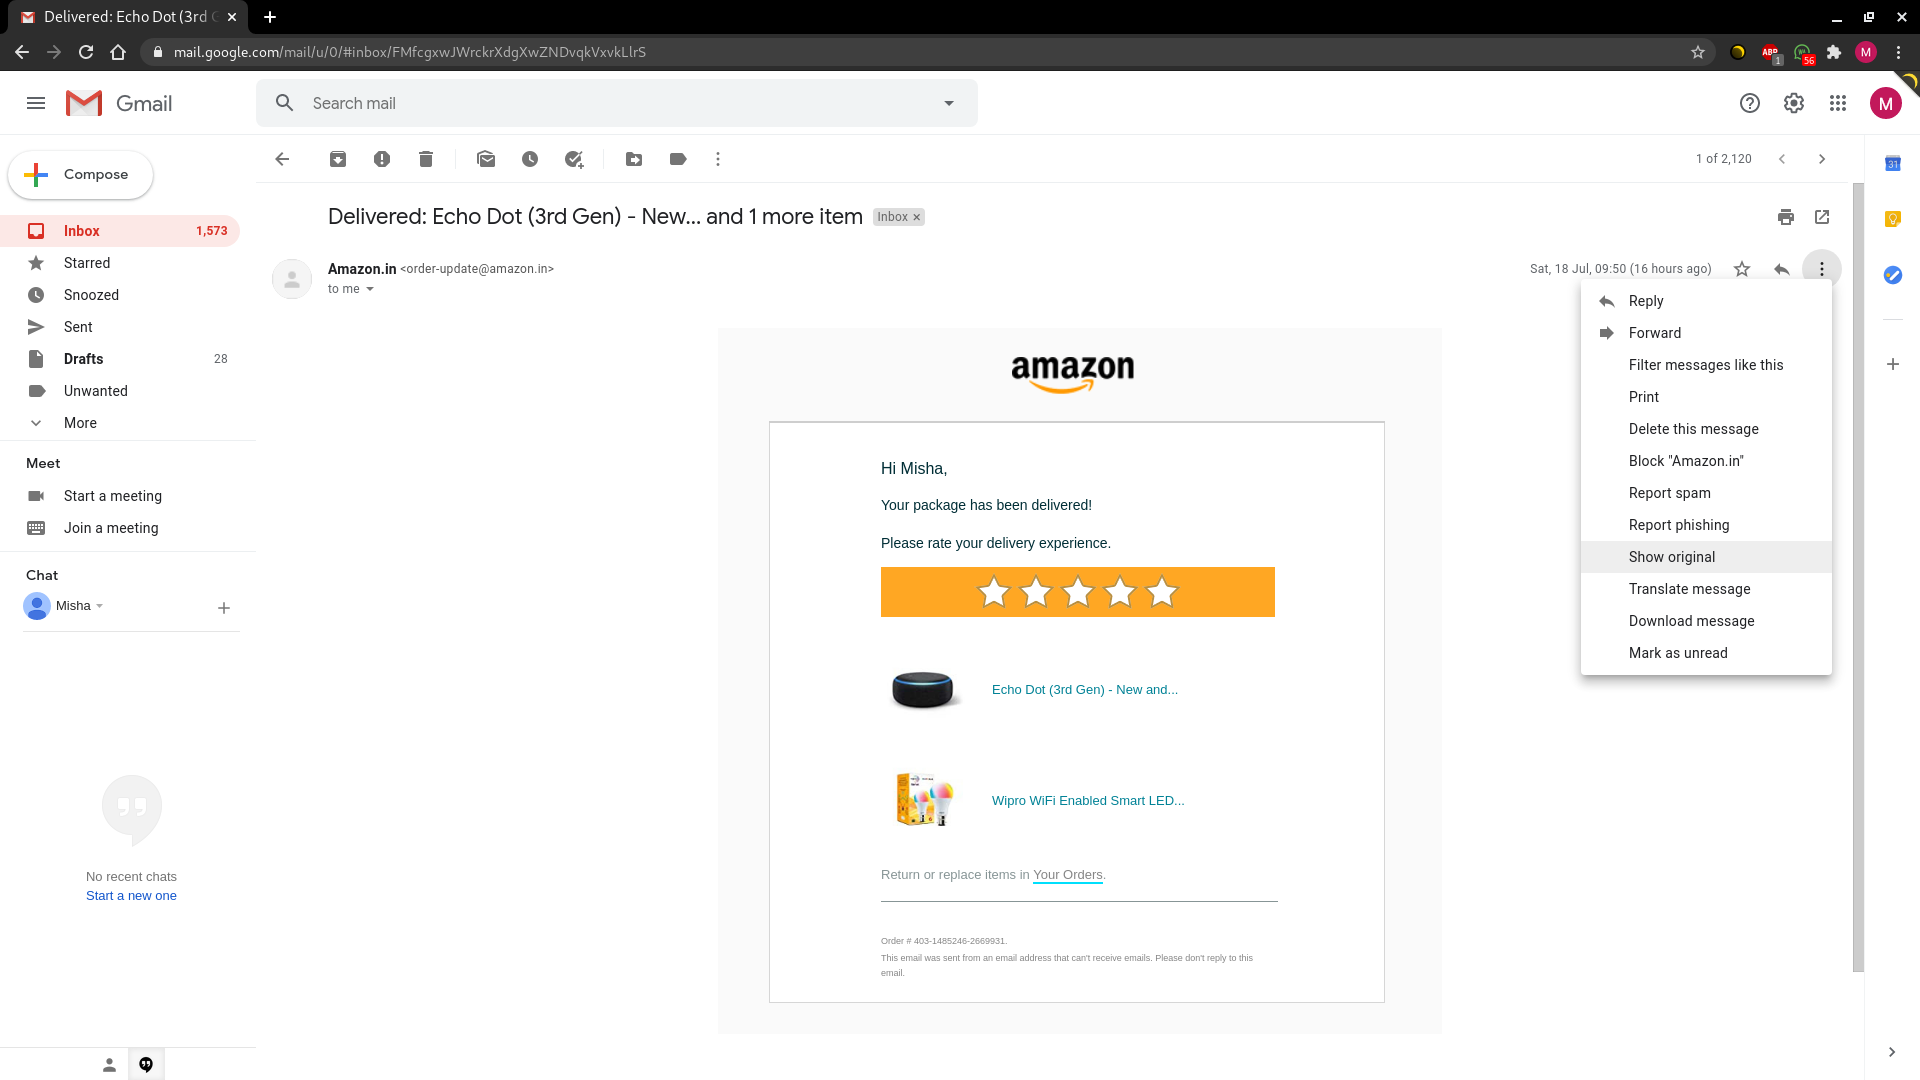 Delivered: Echo Dot (3rd G
mail.google.com/mail/u/0/#inbox/FMfcgxwJWrckrXdgXwZNDvqkVxvkLlrS
ABP
1
56
M
Gmail
Search mail
M
Compose
1 of 2,120
31
Inbox 1,573
Starred
Snoozed
Sent
Drafts 28
Unwanted
More
Meet
Start a meeting
Join a meeting
Chat
Misha
No recent chats
Start a new one
Delivered: Echo Dot (3rd Gen) - New... and 1 more item Inbox
Amazon.in <order-update@amazon.in>
Sat, 18 Jul, 09:50 (16 hours ago)
to me
amazon
Hi Misha,
Your package has been delivered!
Please rate your delivery experience.
Echo Dot (3rd Gen) - New and...
Wipro WiFi Enabled Smart LED...
Return or replace items in Your Orders.
Order # 403-1485246-2669931.
This email was sent from an email address that can't receive emails. Please don't reply to this
email.
Reply
Forward
Filter messages like this
Print
Delete this message
Block "Amazon.in"
Report spam
Report phishing
Show original
Translate message
Download message
Mark as unread